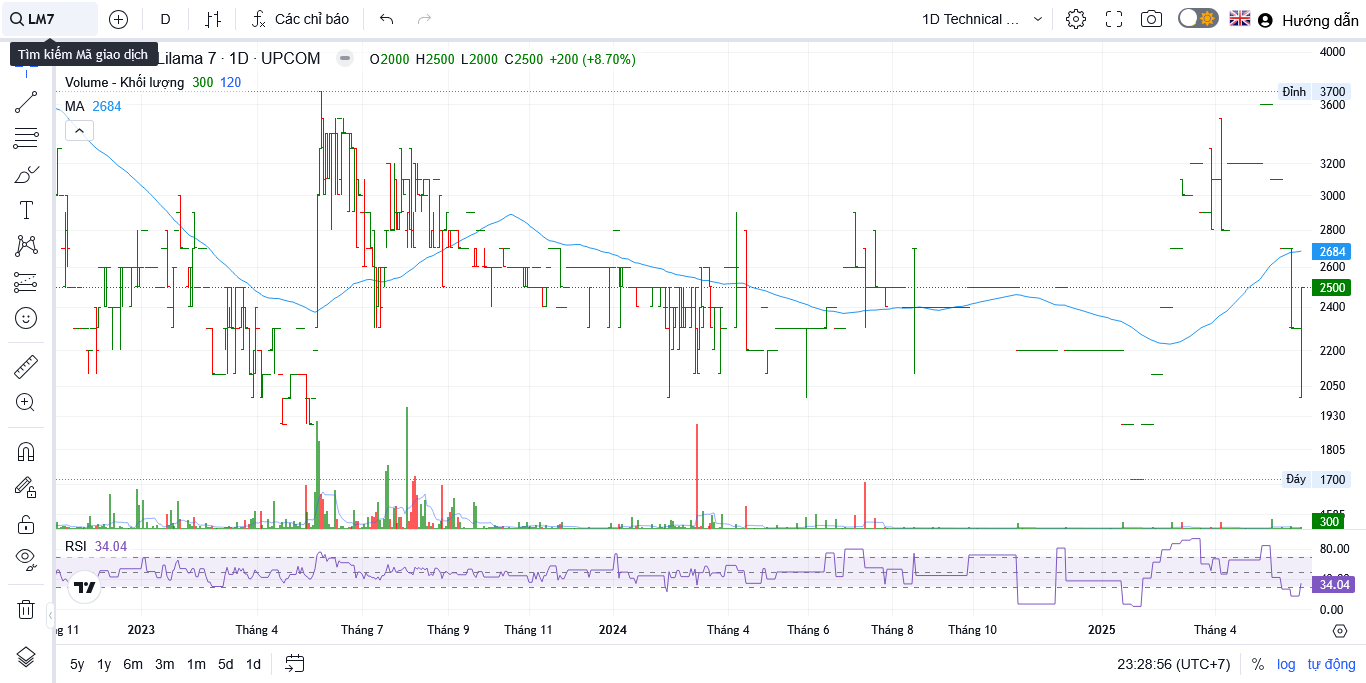 LM7
D
Các chỉ báo
1D Technical ...
Hướng dẫn
Tìm kiếm Mã giao dịch
Lilama 7 · 1D · UPCOM
O2000 H2500 L2000 C2500 +200 (+8.70%)
Volume - Khối lượng 300 120
MA 2684
4000
Đỉnh 3700
3600
3200
3000
2800
2684
2600
2500
2400
2200
2050
1930
1805
Đáy 1700
300
RSI 34.04
80.00
34.04
0.00
g 11 2023 Tháng 4 Tháng 7 Tháng 9 Tháng 11 2024 Tháng 4 Tháng 6 Tháng 8 Tháng 10 2025 Tháng 4
5y 1y 6m 3m 1m 5d 1d
23:28:56 (UTC+7) % log tự động